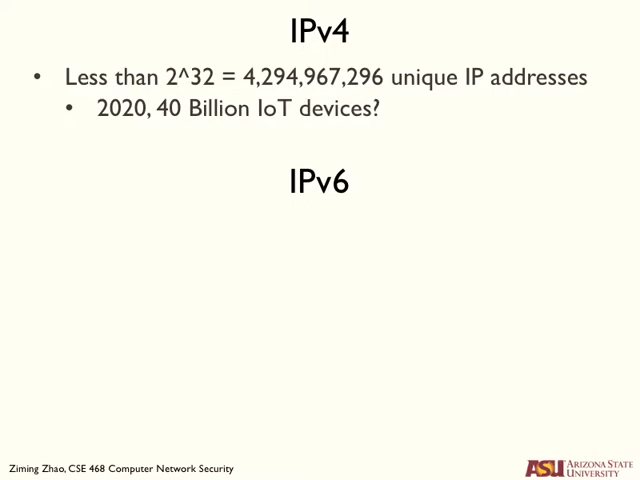 IPv4
• Less than 2^32 = 4,294,967,296 unique IP addresses
• 2020, 40 Billion IoT devices?
IPv6
Ziming Zhao, CSE 468 Computer Network Security
ASU ARIZONA STATE
UNIVERSITY